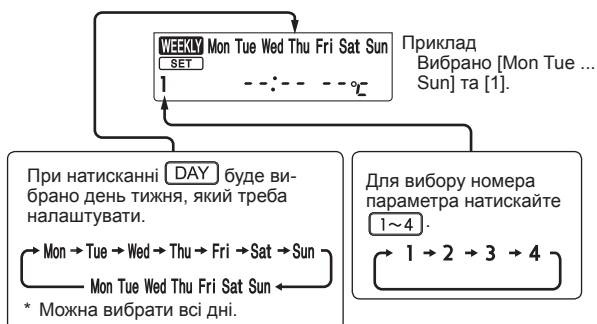 WEEKLY Mon Tue Wed Thu Fri Sat Sun
SET
1 --:-- --°C
Приклад
Вибрано [Mon Tue ...
Sun] та [1].
При натисканні DAY буде ви-
брано день тижня, який треба
налаштувати.
Mon → Tue → Wed → Thu → Fri → Sat → Sun
Mon Tue Wed Thu Fri Sat Sun
* Можна вибрати всі дні.
Для вибору номера
параметра натискайте
1~4.
1 → 2 → 3 → 4